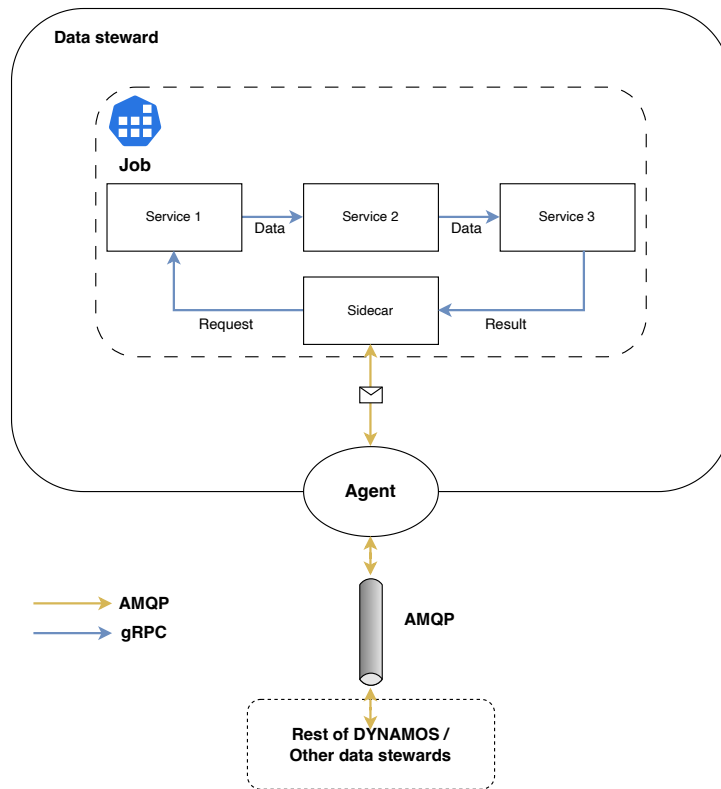 Data steward
Job
Service 1
Data
Service 2
Data
Service 3
Request
Sidecar
Result
Agent
AMQP
gRPC
AMQP
Rest of DYNAMOS /
Other data stewards